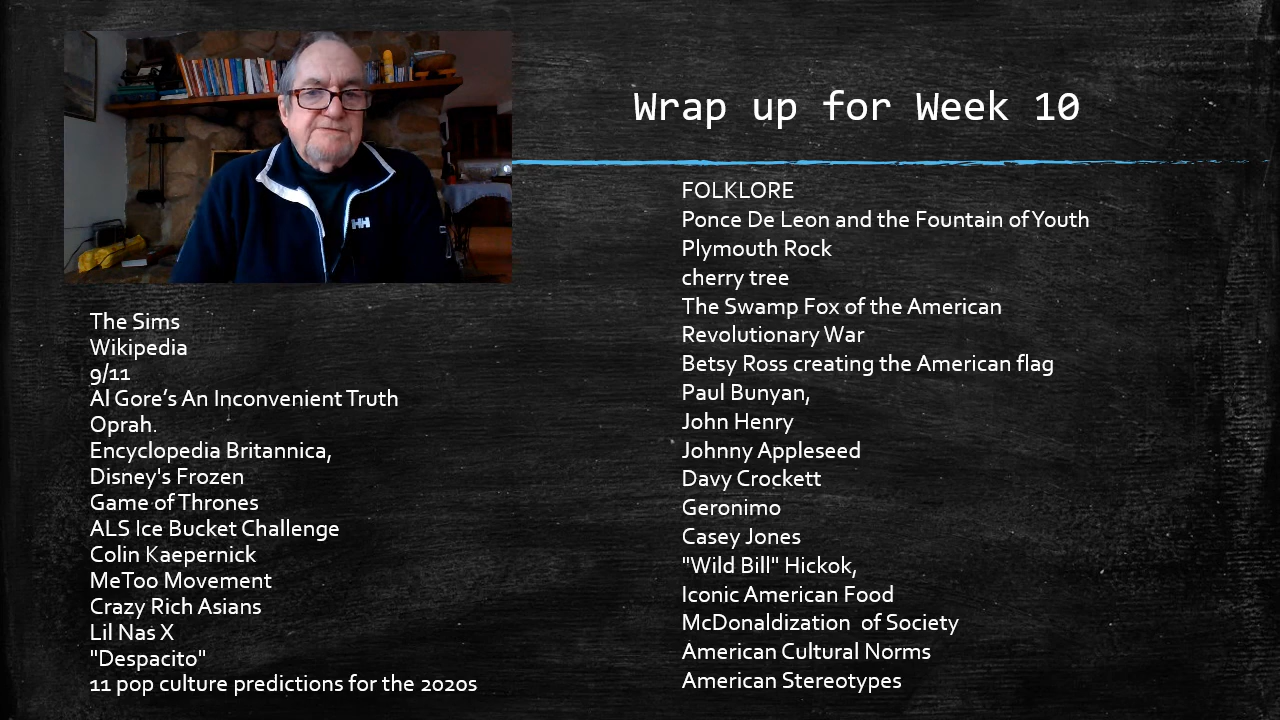 Wrap up for Week 10
HH
The Sims
Wikipedia
9/11
Al Gore’s An Inconvenient Truth
Oprah.
Encyclopedia Britannica,
Disney's Frozen
Game of Thrones
ALS Ice Bucket Challenge
Colin Kaepernick
MeToo Movement
Crazy Rich Asians
Lil Nas X
"Despacito"
11 pop culture predictions for the 2020s
FOLKLORE
Ponce De Leon and the Fountain of Youth
Plymouth Rock
cherry tree
The Swamp Fox of the American
Revolutionary War
Betsy Ross creating the American flag
Paul Bunyan,
John Henry
Johnny Appleseed
Davy Crockett
Geronimo
Casey Jones
"Wild Bill" Hickok,
Iconic American Food
McDonaldization  of Society
American Cultural Norms
American Stereotypes